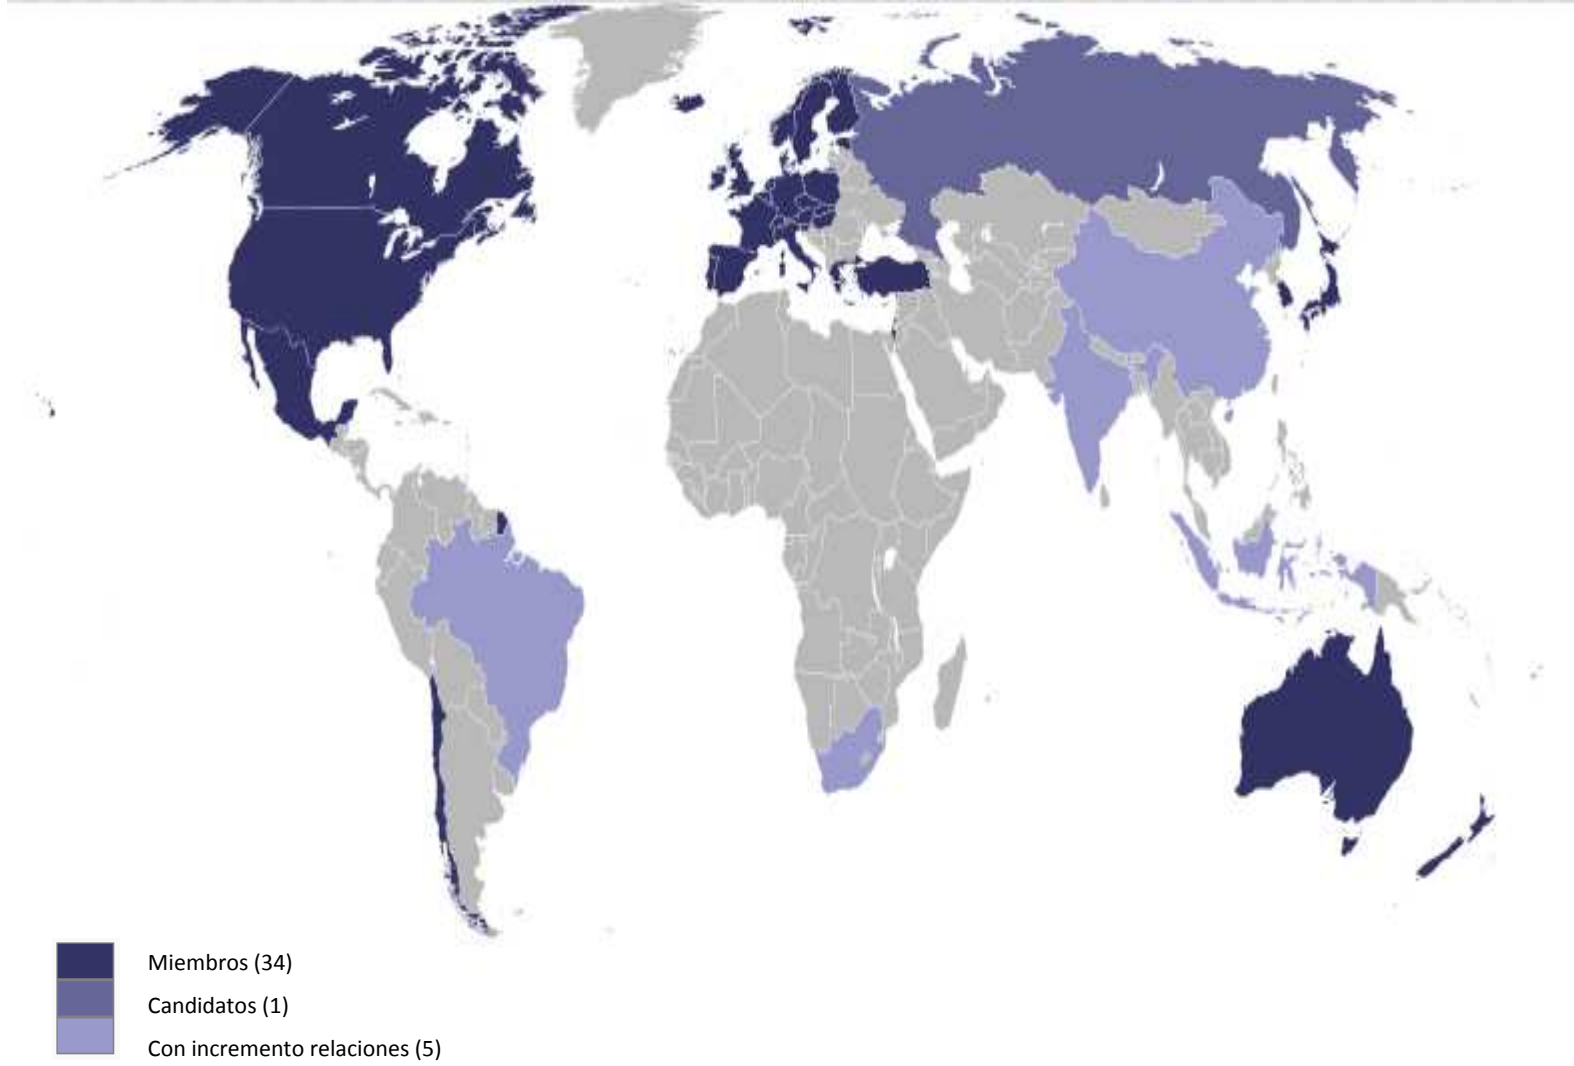 Miembros (34)
Candidatos (1)
Con incremento relaciones (5)